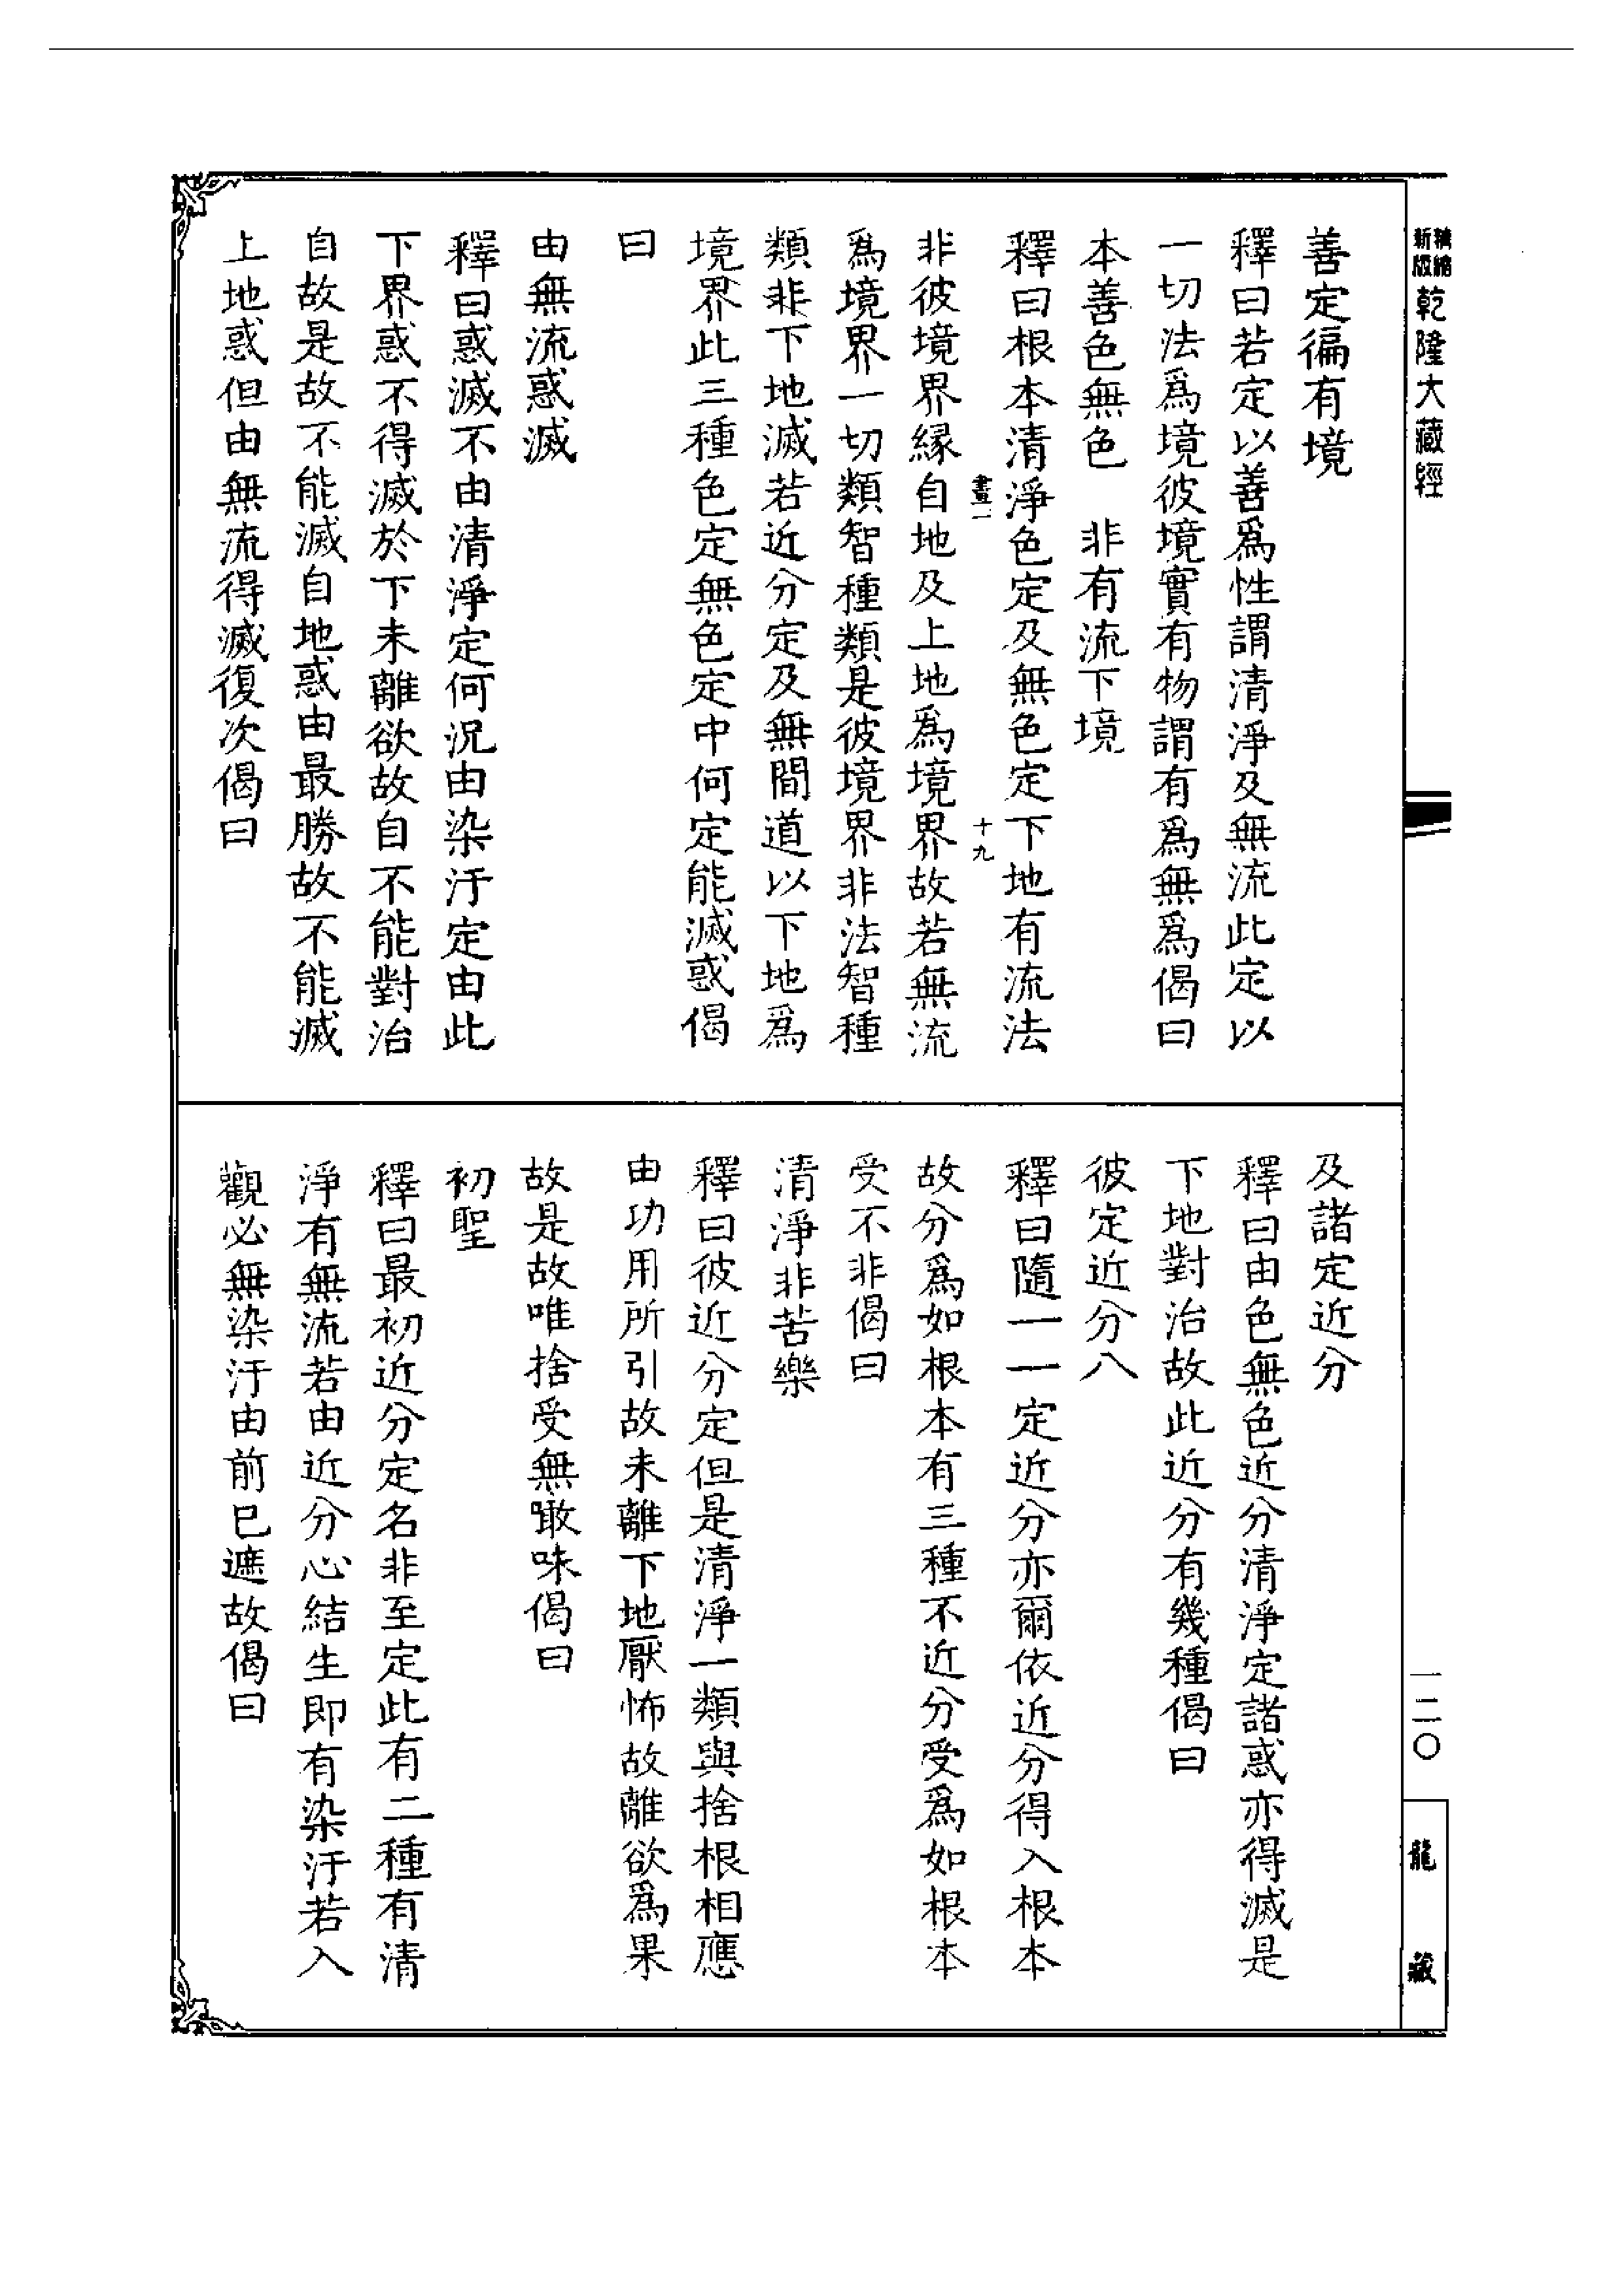 精縮新版乾隆大藏經
善定徧有境
釋曰若定以善爲性謂清淨及無流此定以
一切法爲境彼境實有物謂有爲無爲偈曰
本善色無色　非有流下境
釋曰根本清淨色定及無色定下地有流法
畫一　十九
非彼境界緣自地及上地爲境界故若無流
爲境界一切類智種類是彼境界非法智種
類非下地滅若近分定及無間道以下地爲
境界此三種色定無色定中何定能滅惑偈
曰
由無流惑滅
釋曰惑滅不由清淨定何況由染汙定由此
下界惑不得滅於下未離欲故自不能對治
自故是故不能滅自地惑由最勝故不能滅
上地惑但由無流得滅復次偈曰
及諸定近分
釋曰由色無色近分清淨定諸惑亦得滅是
下地對治故此近分有幾種偈曰
彼定近分八
釋曰隨一一定近分亦爾依近分得入根本
故分爲如根本有三種不近分受爲如根本
受不非偈曰
清淨非苦樂
釋曰彼近分定但是清淨一類與捨根相應
由功用所引故未離下地厭怖故離欲爲果
故是故唯捨受無噉味偈曰
初聖
釋曰最初近分定名非至定此有二種有清
淨有無流若由近分心結生即有染汙若入
觀必無染汙由前已遮故偈曰
一二〇
龍藏